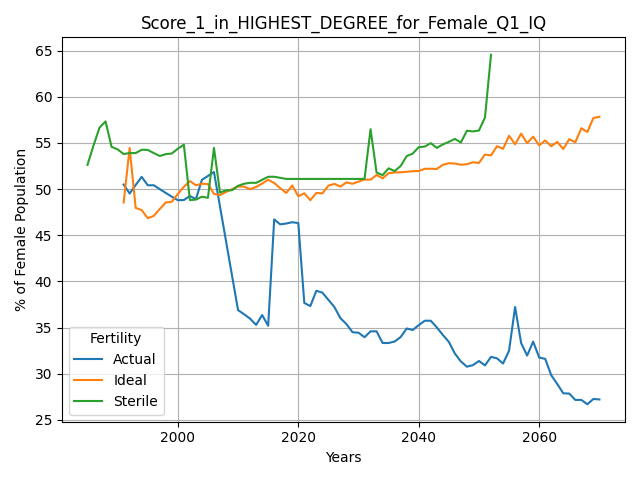 Score_1_in_HIGHEST_DEGREE_for_Female_Q1_IQ
% of Female Population
65
60
55
50
45
40
35
30
25
Fertility
Actual
Ideal
Sterile
2000 2020 2040 2060
Years